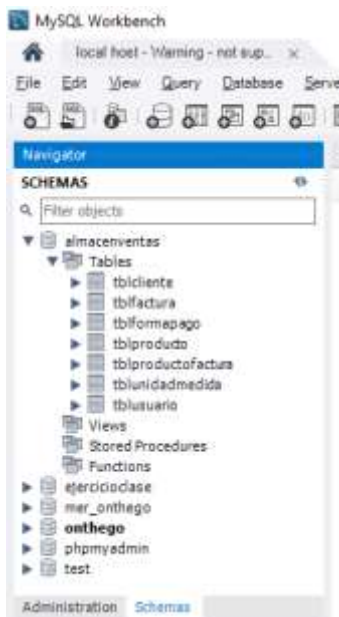 MySQL Workbench
local host - Warning - not sup... ×
File Edit View Query Database Serve
Navigator
SCHEMAS
Filter objects
almacenventas
Tables
tblcliente
tblfactura
tblformapago
tblproducto
tblproductofactura
tblunidadmedida
tblusuario
Views
Stored Procedures
Functions
ejercicioclase
mer_onthego
onthego
phpmyadmin
test
Administration Schemas